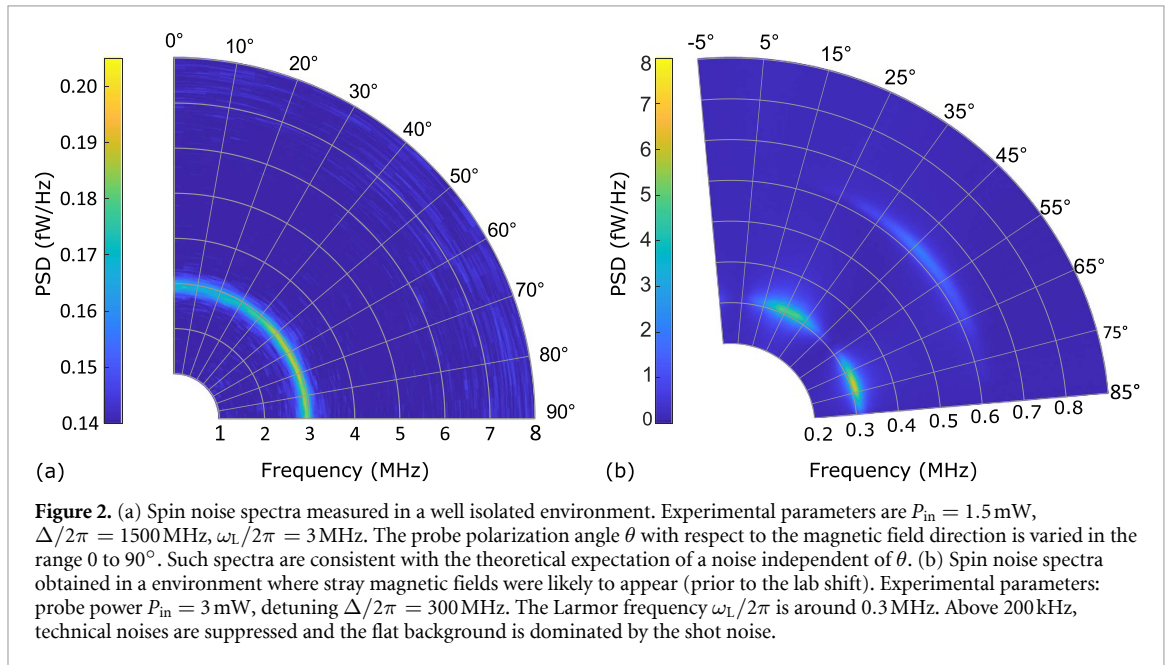 0°
10°
20°
30°
40°
50°
60°
70°
80°
90°
0.20
0.19
0.18
0.17
0.16
0.15
0.14
PSD (fW/Hz)
1 2 3 4 5 6 7 8
(a)
Frequency (MHz)
-5°
5°
15°
25°
35°
45°
55°
65°
75°
85°
8
7
6
5
4
3
2
1
0
PSD (fW/Hz)
0.2 0.3 0.4 0.5 0.6 0.7 0.8
(b)
Frequency (MHz)
Figure 2. (a) Spin noise spectra measured in a well isolated environment. Experimental parameters are P_in = 1.5 mW,
Δ/2π = 1500 MHz, ω_L/2π = 3 MHz. The probe polarization angle θ with respect to the magnetic field direction is varied in the
range 0 to 90°. Such spectra are consistent with the theoretical expectation of a noise independent of θ. (b) Spin noise spectra
obtained in a environment where stray magnetic fields were likely to appear (prior to the lab shift). Experimental parameters:
probe power P_in = 3 mW, detuning Δ/2π = 300 MHz. The Larmor frequency ω_L/2π is around 0.3 MHz. Above 200 kHz,
technical noises are suppressed and the flat background is dominated by the shot noise.